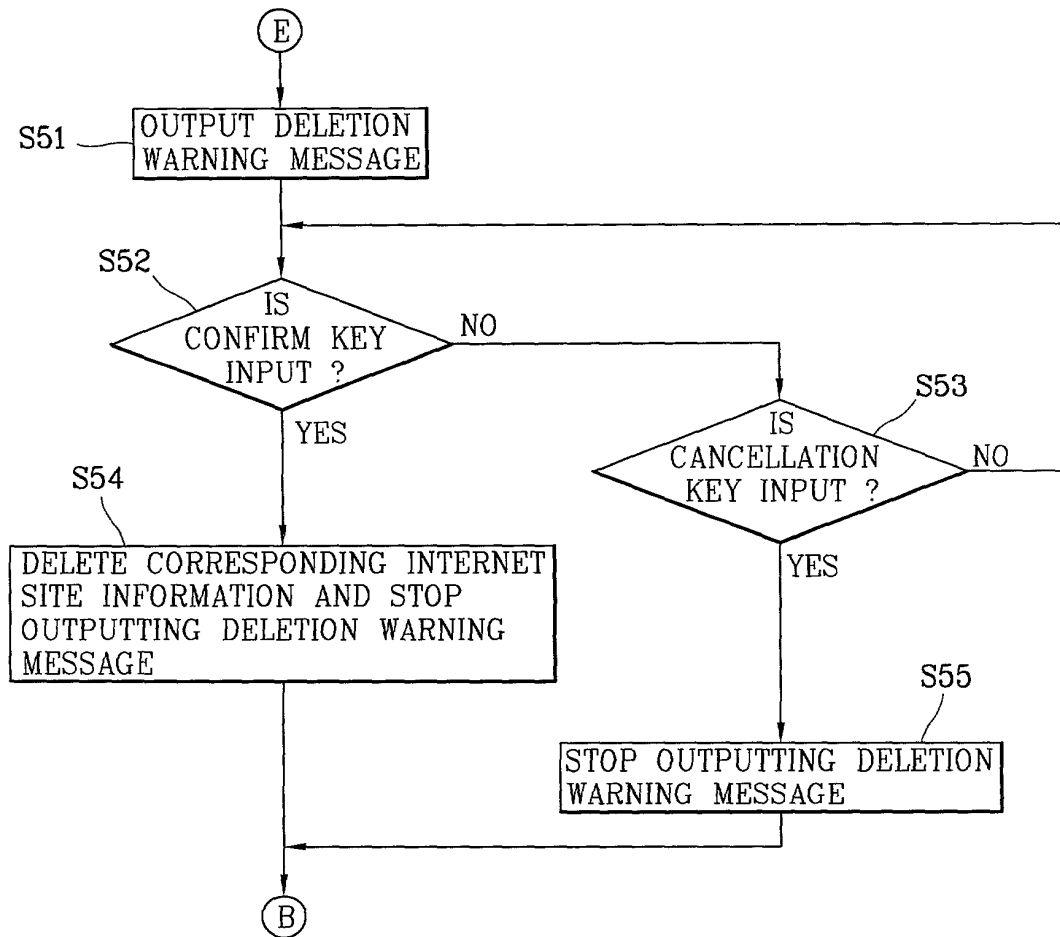 E
S51
OUTPUT DELETION
WARNING MESSAGE
S52
IS
CONFIRM KEY
INPUT ?
NO
YES
S53
IS
CANCELLATION
KEY INPUT ?
NO
YES
S54
DELETE CORRESPONDING INTERNET
SITE INFORMATION AND STOP
OUTPUTTING DELETION WARNING
MESSAGE
S55
STOP OUTPUTTING DELETION
WARNING MESSAGE
B